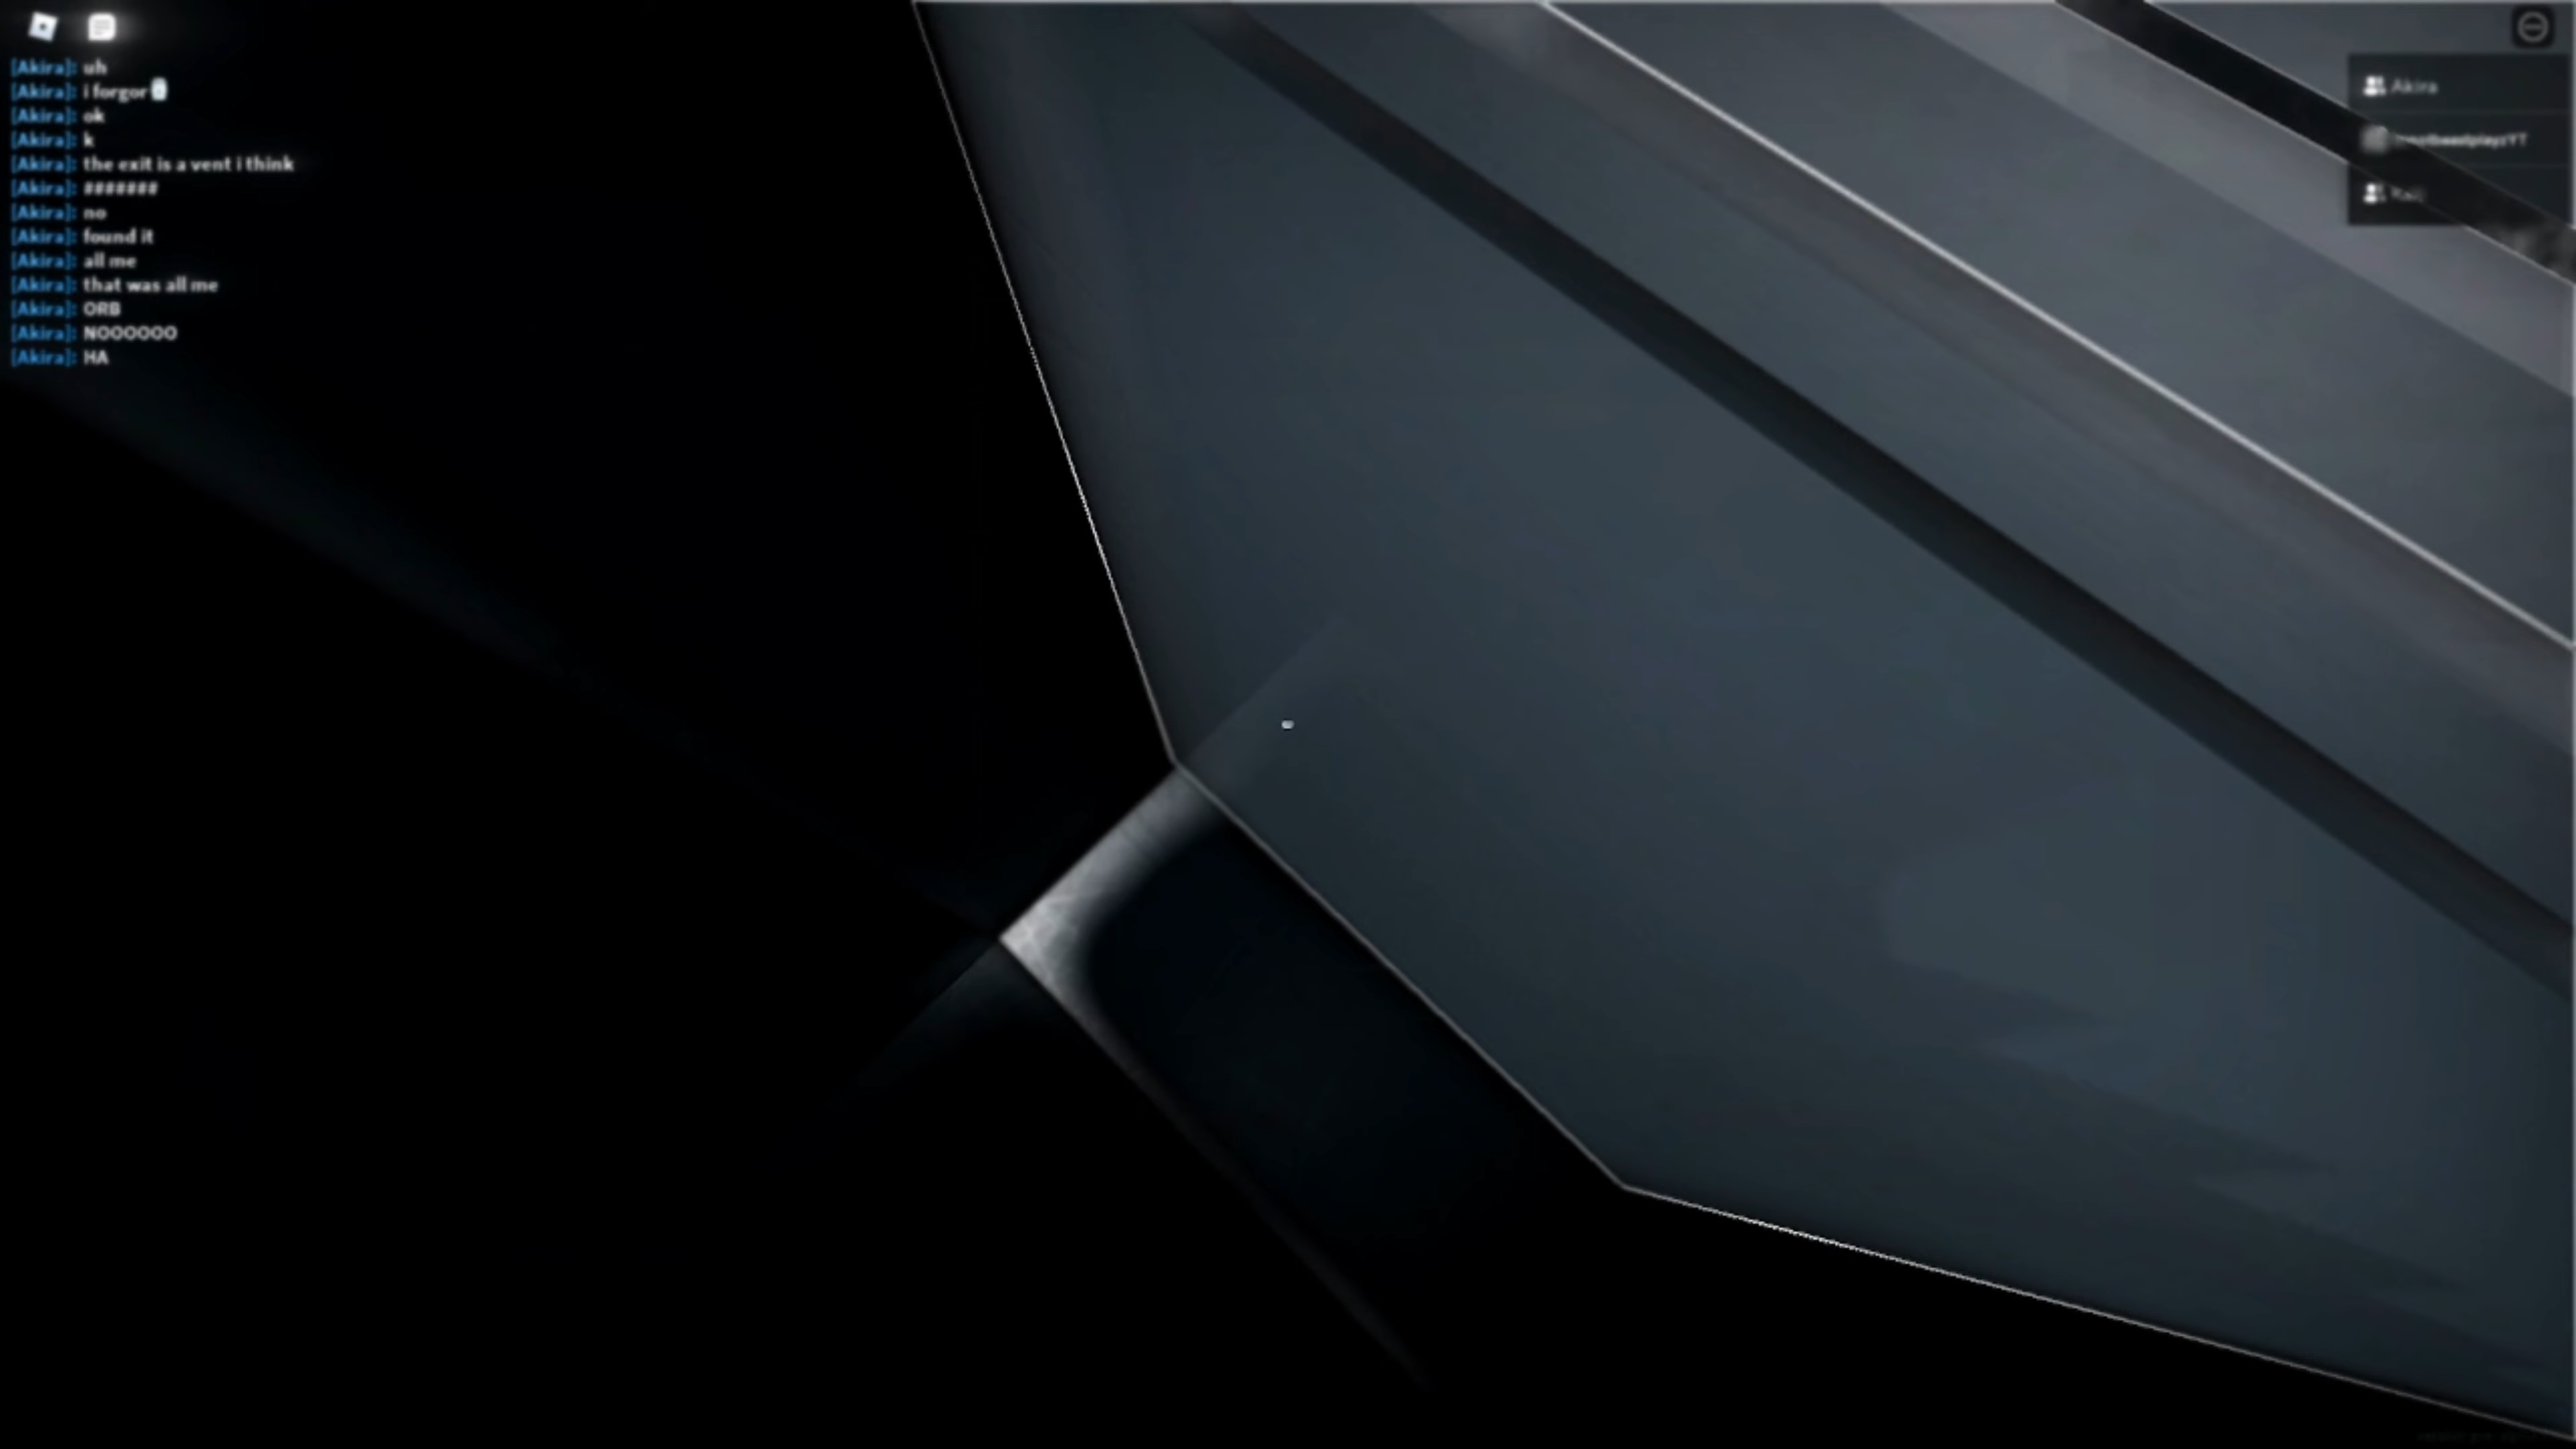 [Akira]: uh
[Akira]: i forgor
[Akira]: ok
[Akira]: k
[Akira]: the exit is a vent i think
[Akira]: #######
[Akira]: no
[Akira]: found it
[Akira]: all me
[Akira]: that was all me
[Akira]: ORB
[Akira]: NOOOOOO
[Akira]: HA
Akira